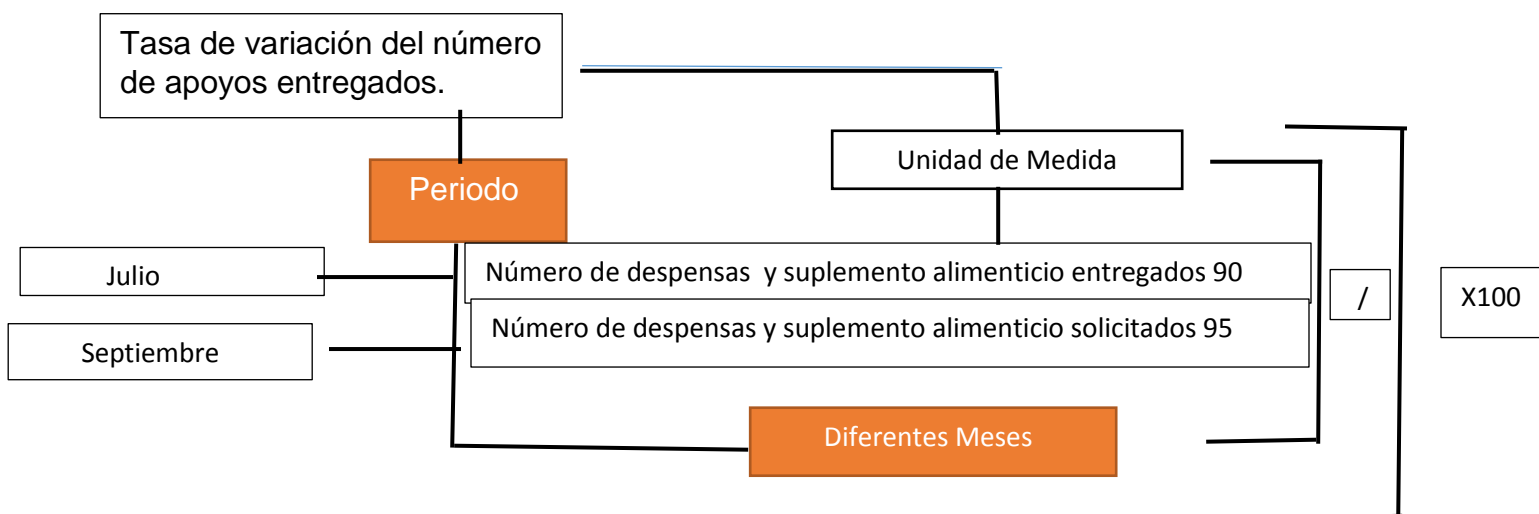 Tasa de variación del número
de apoyos entregados.
Unidad de Medida
Periodo
Julio
Número de despensas y suplemento alimenticio entregados 90
/
X100
Septiembre
Número de despensas y suplemento alimenticio solicitados 95
Diferentes Meses